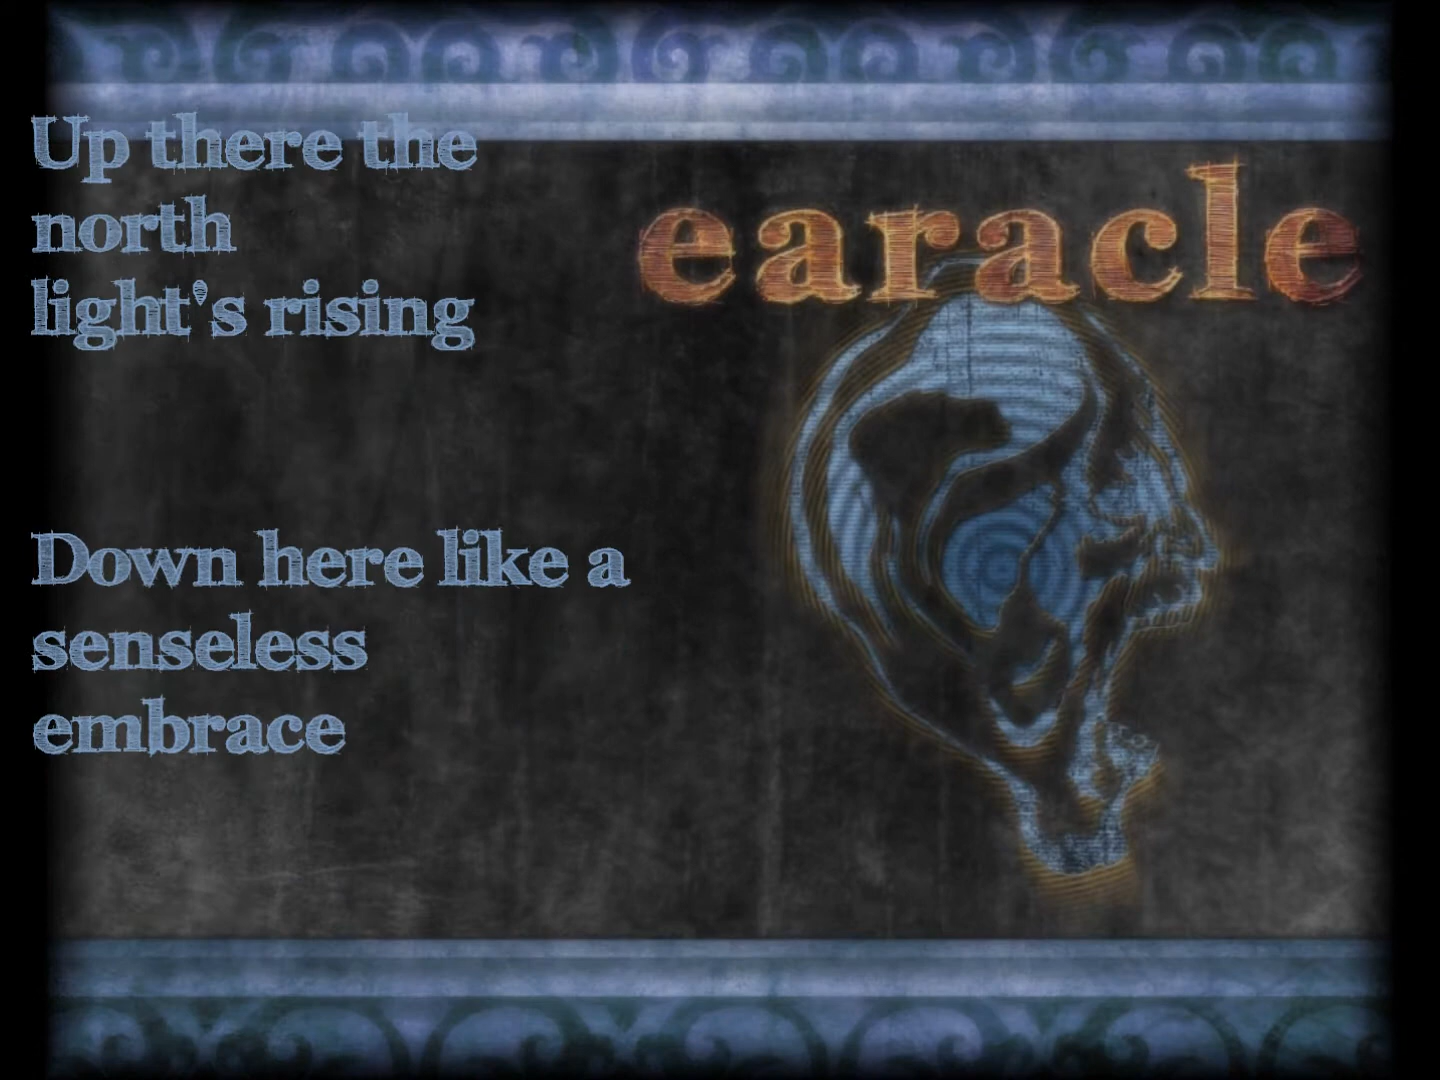 Up there the
north
light's rising
earacle
Down here like a
senseless
embrace